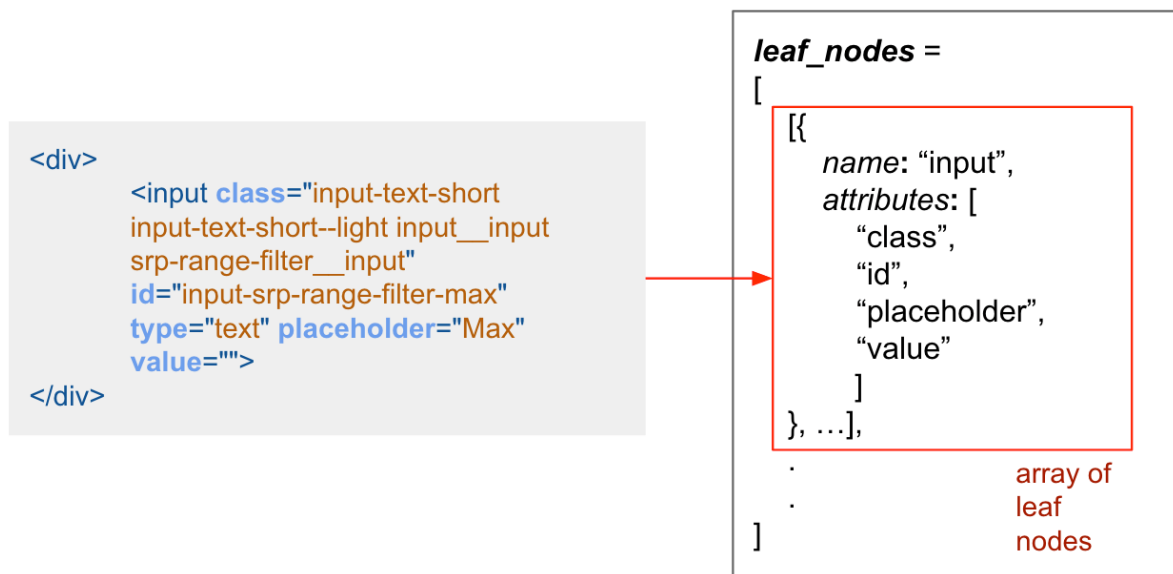 <div>
<input class="input-text-short
input-text-short--light input__input
srp-range-filter__input"
id="input-srp-range-filter-max"
type="text" placeholder="Max"
value="">
</div>
leaf_nodes =
[
[{
name: “input”,
attributes: [
“class”,
“id”,
“placeholder”,
“value”
]
}, …],
.
.
]
array of
leaf
nodes